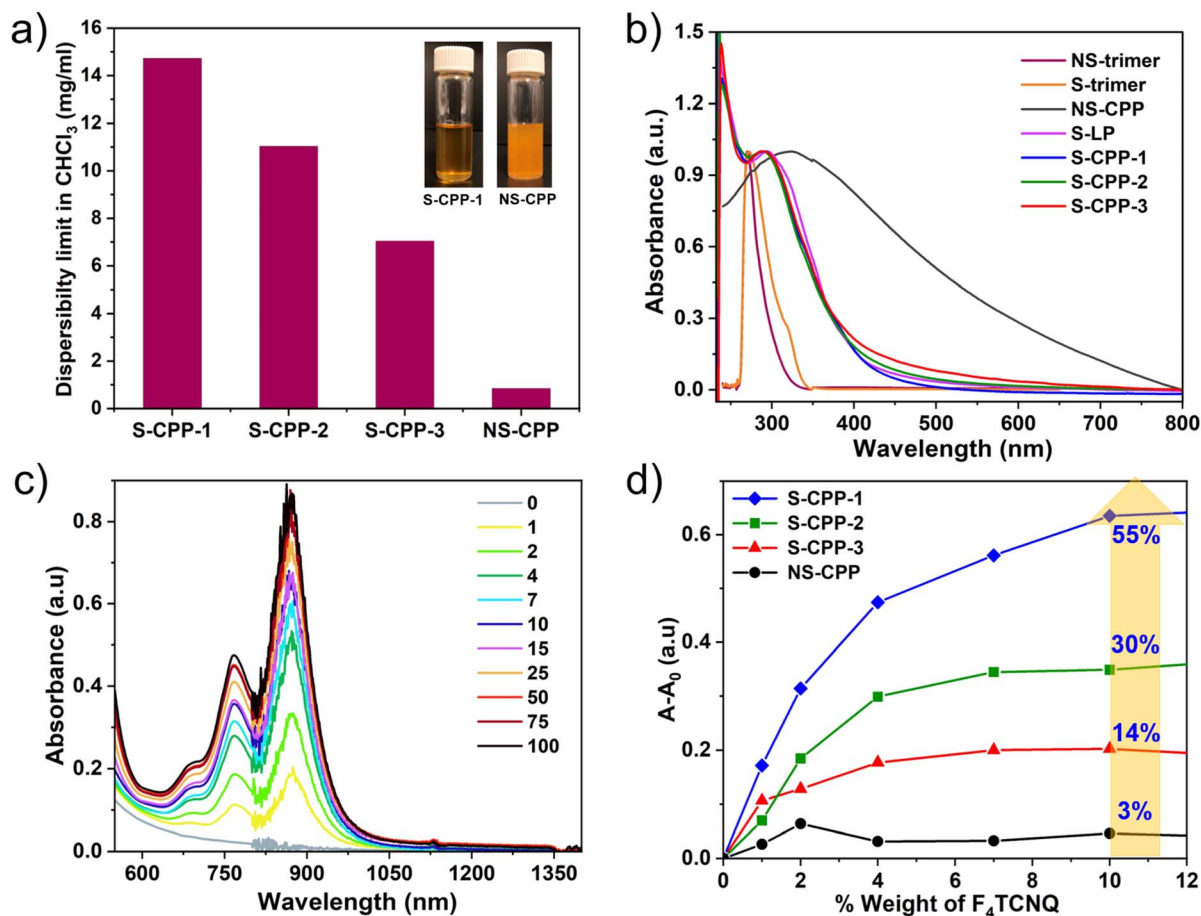 a)
Dispersibilty limit in CHCl₃ (mg/ml)
16
14
12
10
8
6
4
2
0
S-CPP-1
S-CPP-2
S-CPP-3
NS-CPP
S-CPP-1
NS-CPP
b)
Absorbance (a.u.)
1.5
1.2
0.9
0.6
0.3
0.0
NS-trimer
S-trimer
NS-CPP
S-LP
S-CPP-1
S-CPP-2
S-CPP-3
300
400
500
600
700
800
Wavelength (nm)
c)
Absorbance (a.u)
0.8
0.6
0.4
0.2
0.0
0
1
2
4
7
10
15
25
50
75
100
600
750
900
1050
1200
1350
Wavelength (nm)
d)
A-A₀ (a.u)
0.6
0.4
0.2
0.0
S-CPP-1
S-CPP-2
S-CPP-3
NS-CPP
55%
30%
14%
3%
0
2
4
6
8
10
12
% Weight of F₄TCNQ